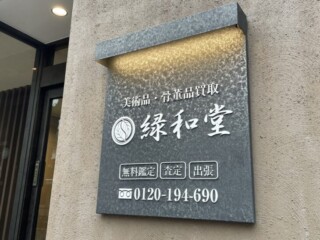 美術品・骨董品買取
緑和堂
無料鑑定 査定 出張
0120-194-690